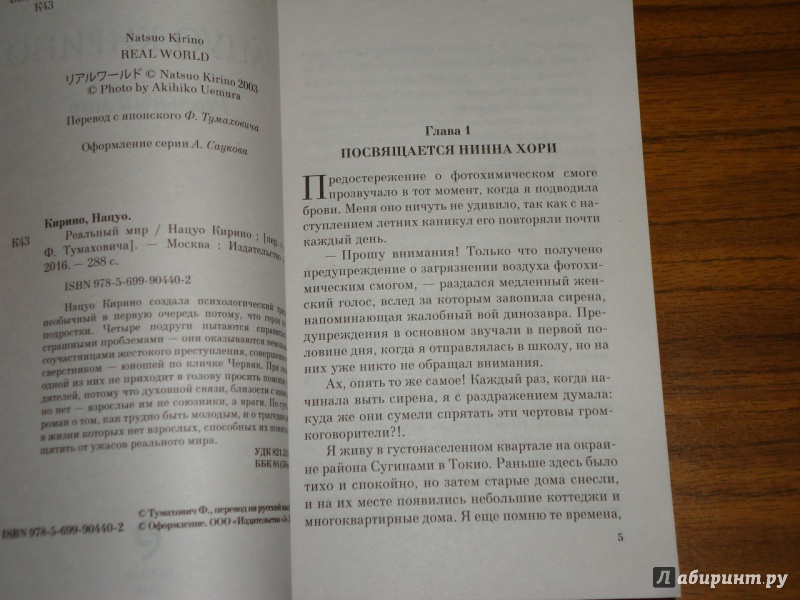 К43
Natsuo Kirino
REAL WORLD
リアルワールド © Natsuo Kirino 2003
© Photo by Akihiko Uemura
Перевод с японского Ф. Тумаховича
Оформление серии А. Саукова
Кирино, Нацуо.
К43
Реальный мир / Нацуо Кирино : [пер. с
Ф. Тумаховича]. — Москва : Издательство
2016. — 288 с.
ISBN 978-5-699-90440-2
Нацуо Кирино создала психологический
необычный в первую очередь потому, что герои
подростки. Четыре подруги пытаются
страшными проблемами — они оказываются
соучастницами жестокого преступления,
сверстником — юношей по кличке Червяк. При
одной из них не приходит в голову просить
дителей, потому что духовной связи, близости с
но нет — взрослые им не союзники, а враги.
роман о том, как трудно быть молодым, и о
в жизни которых нет взрослых, способных их
щитить от ужасов реального мира.
УДК
ББК
© Тумахович Ф., перевод на русский
© Оформление. ООО «Издательство
ISBN 978-5-699-90440-2
Глава 1
ПОСВЯЩАЕТСЯ НИННА ХОРИ
Предостережение о фотохимическом смоге
прозвучало в тот момент, когда я подводила
брови. Меня оно ничуть не удивило, так как с на-
ступлением летних каникул его повторяли почти
каждый день.
— Прошу внимания! Только что получено
предупреждение о загрязнении воздуха фотохи-
мическим смогом, — раздался медленный жен-
ский голос, вслед за которым завопила сирена,
напоминающая жалобный вой динозавра. Пре-
дупреждения в основном звучали в первой по-
ловине дня, когда я отправлялась в школу, но на
них уже никто не обращал внимания.
Ах, опять то же самое! Каждый раз, когда на-
чинала выть сирена, я с раздражением думала:
куда же они сумели спрятать эти чертовы гром-
коговорители?!.
Я живу в густонаселенном квартале на окраи-
не района Сугинами в Токио. Раньше здесь было
тихо и спокойно, но затем старые дома снесли,
и на их месте появились небольшие коттеджи и
многоквартирные дома. Я еще помню те времена,
5
Лабиринт.ру